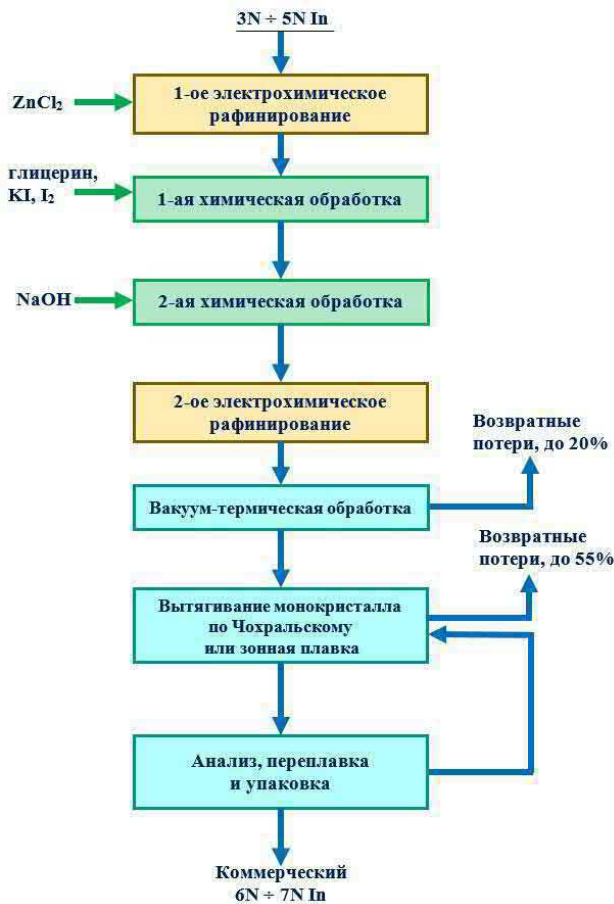 3N ÷ 5N In
ZnCl₂
1-ое электрохимическое
рафинирование
глицерин,
KI, I₂
1-ая химическая обработка
NaOH
2-ая химическая обработка
2-ое электрохимическое
рафинирование
Возвратные
потери, до 20%
Вакуум-термическая обработка
Возвратные
потери, до 55%
Вытягивание монокристалла
по Чохральскому
или зонная плавка
Анализ, переплавка
и упаковка
Коммерческий
6N ÷ 7N In